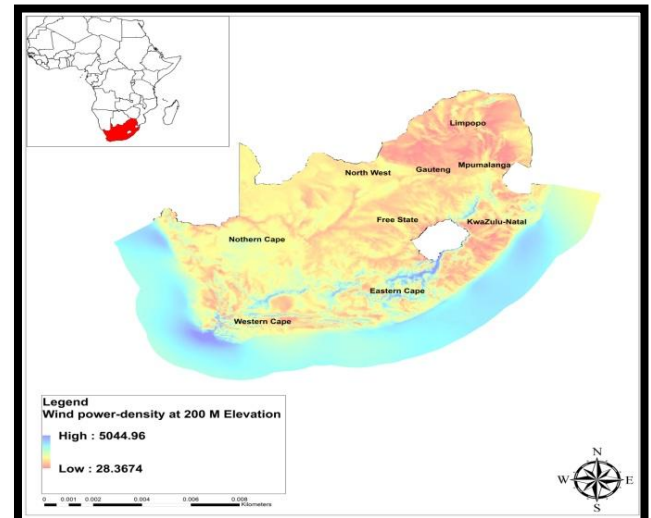 Limpopo
Mpumalanga
North West
Gauteng
Free State
KwaZulu-Natal
Nothern Cape
Eastern Cape
Western Cape
Legend
Wind power-density at 200 M Elevation
High : 5044.96
Low : 28.3674
0 0.001 0.002 0.004 0.006 0.008
Kilometers
N
W E
S